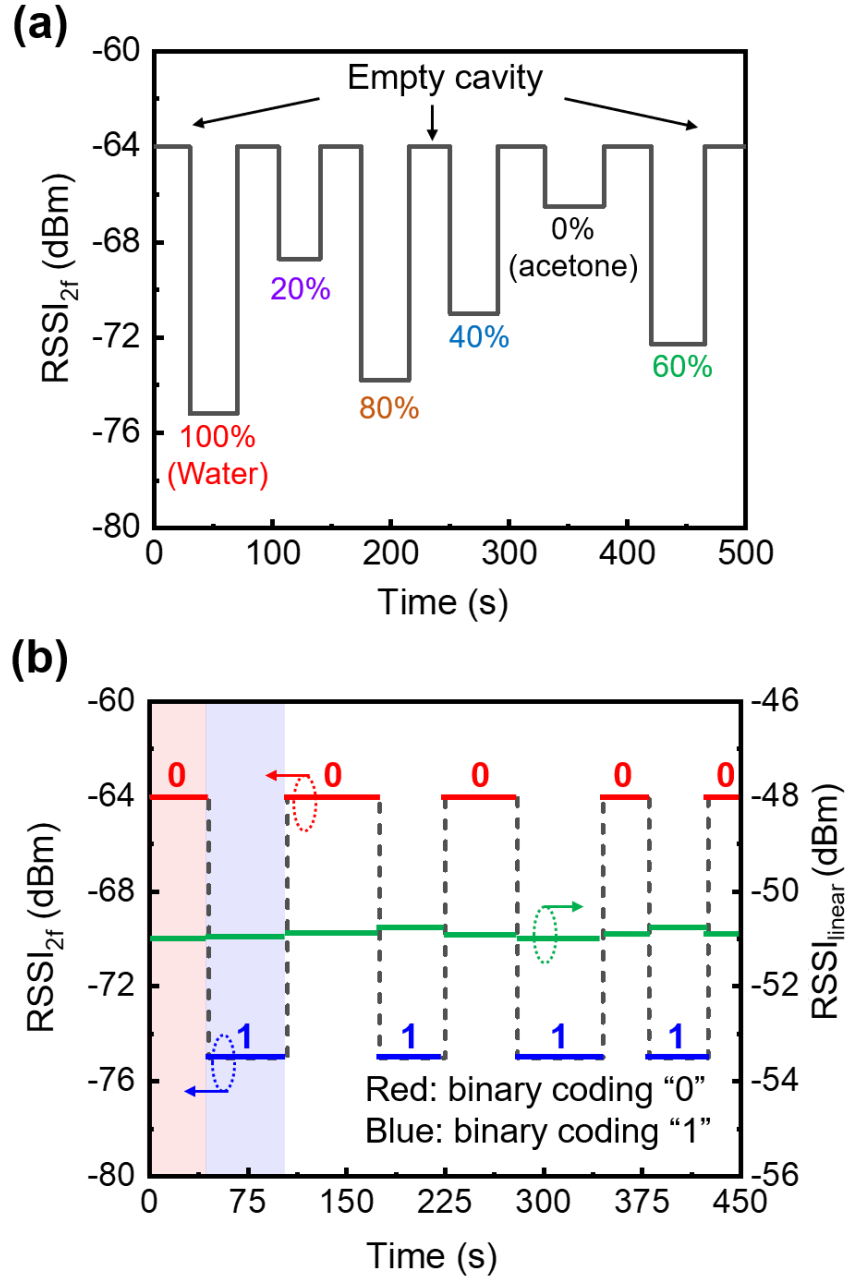 (a)
-60
-64
-68
-72
-76
-80
RSSI2f (dBm)
Empty cavity
100%
(Water)
20%
80%
40%
0%
(acetone)
60%
0 100 200 300 400 500
Time (s)
(b)
-60
-64
-68
-72
-76
-80
RSSI2f (dBm)
0 0 0 0 0
1 1 1 1
Red: binary coding “0”
Blue: binary coding “1”
-46
-48
-50
-52
-54
-56
RSSIlinear (dBm)
0 75 150 225 300 375 450
Time (s)